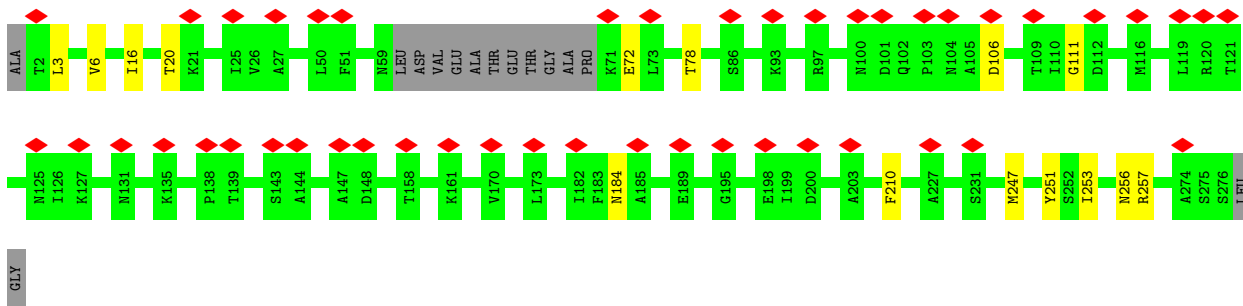 ALA T2 L3 V6 I16 T20 K21 I25 V26 A27 L50 F51 N59 LEU ASP VAL GLU ALA THR GLU THR GLY ALA PRO K71 E72 L73 T78 S86 K93 R97 N100 D101 Q102 P103 N104 A105 D106 T109 I110 G111 D112 M116 L119 R120 T121
N125 I126 K127 N131 K135 P138 T139 S143 A144 A147 D148 T158 K161 V170 L173 I182 F183 N184 A185 E189 G195 E198 I199 D200 A203 F210 A227 S231 M247 Y251 S252 I253 N256 R257 A274 S275 S276 LEU
GLY